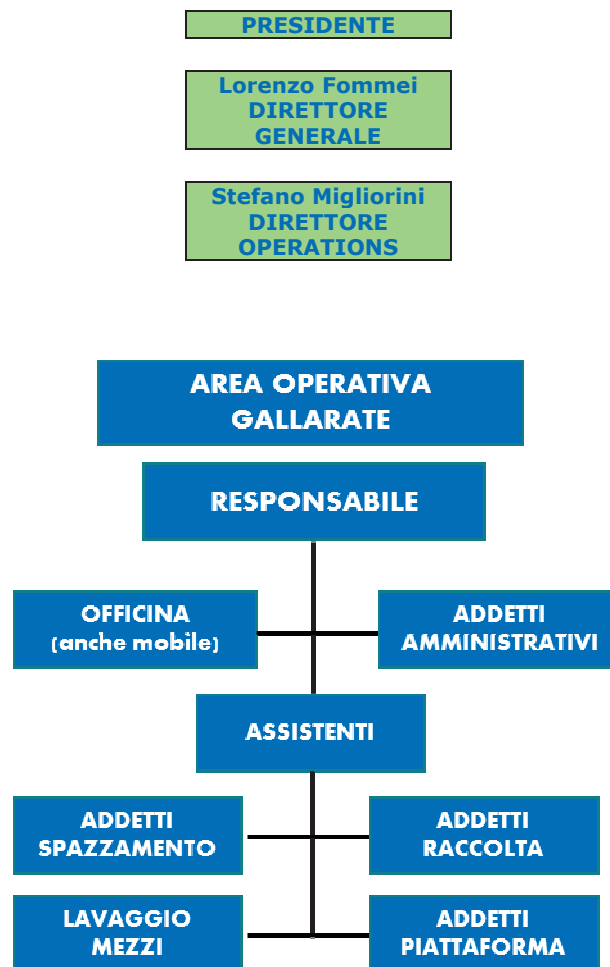 PRESIDENTE
Lorenzo Fommei
DIRETTORE
GENERALE
Stefano Migliorini
DIRETTORE
OPERATIONS
AREA OPERATIVA
GALLARATE
RESPONSABILE
OFFICINA
(anche mobile)
ADDETTI
AMMINISTRATIVI
ASSISTENTI
ADDETTI
SPAZZAMENTO
ADDETTI
RACCOLTA
LAVAGGIO
MEZZI
ADDETTI
PIATTAFORMA